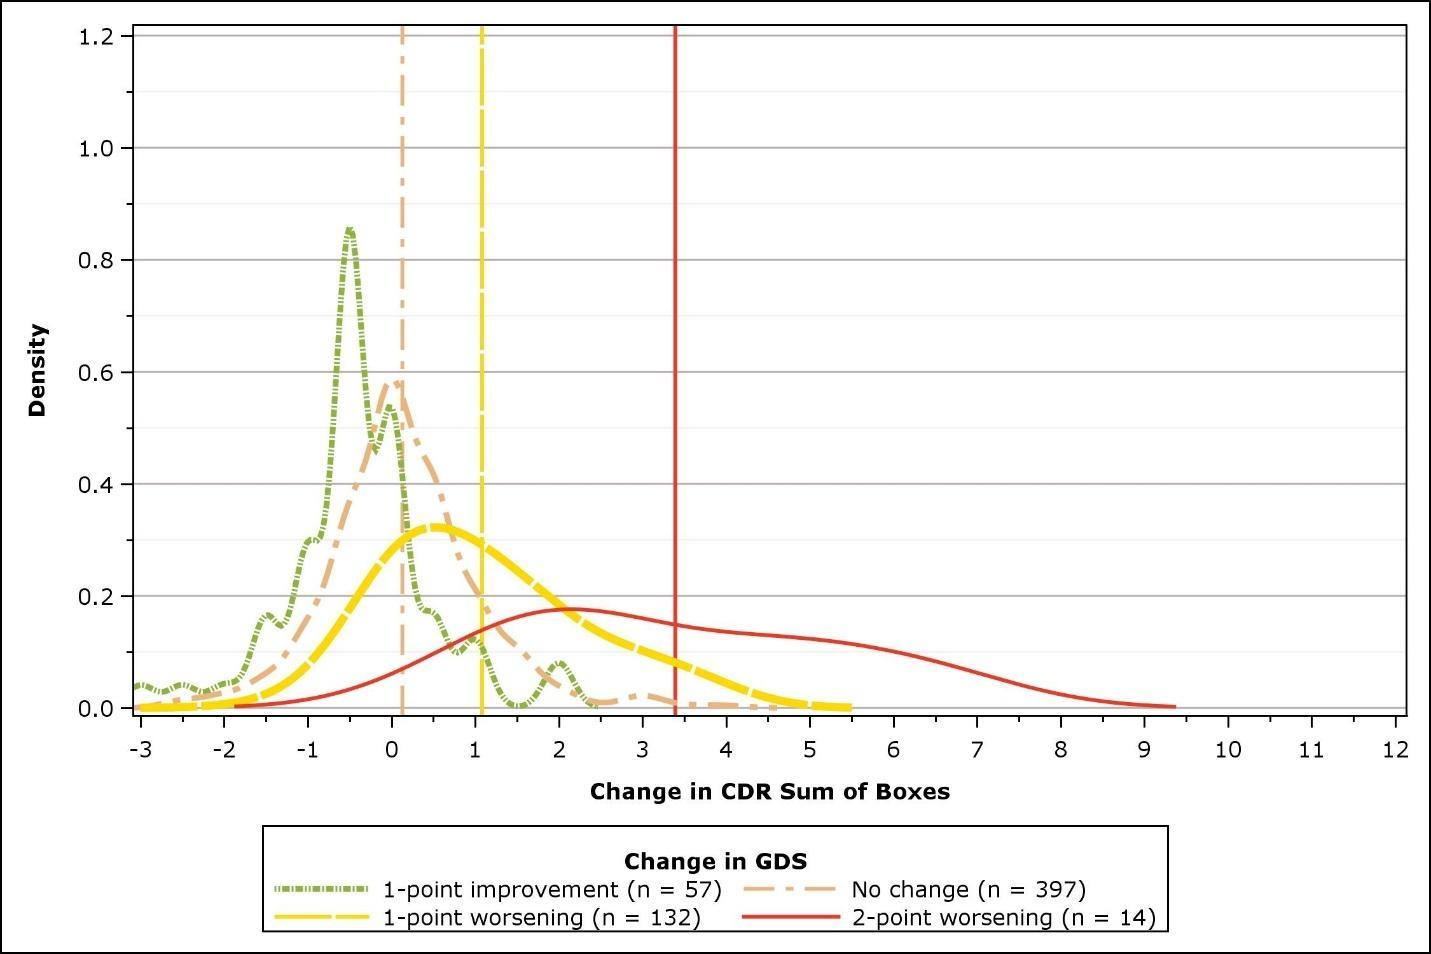 1.2
1.0
0.8
0.6
0.4
0.2
0.0
Density
-3 -2 -1 0 1 2 3 4 5 6 7 8 9 10 11 12
Change in CDR Sum of Boxes
Change in GDS
1-point improvement (n = 57) No change (n = 397)
1-point worsening (n = 132) 2-point worsening (n = 14)